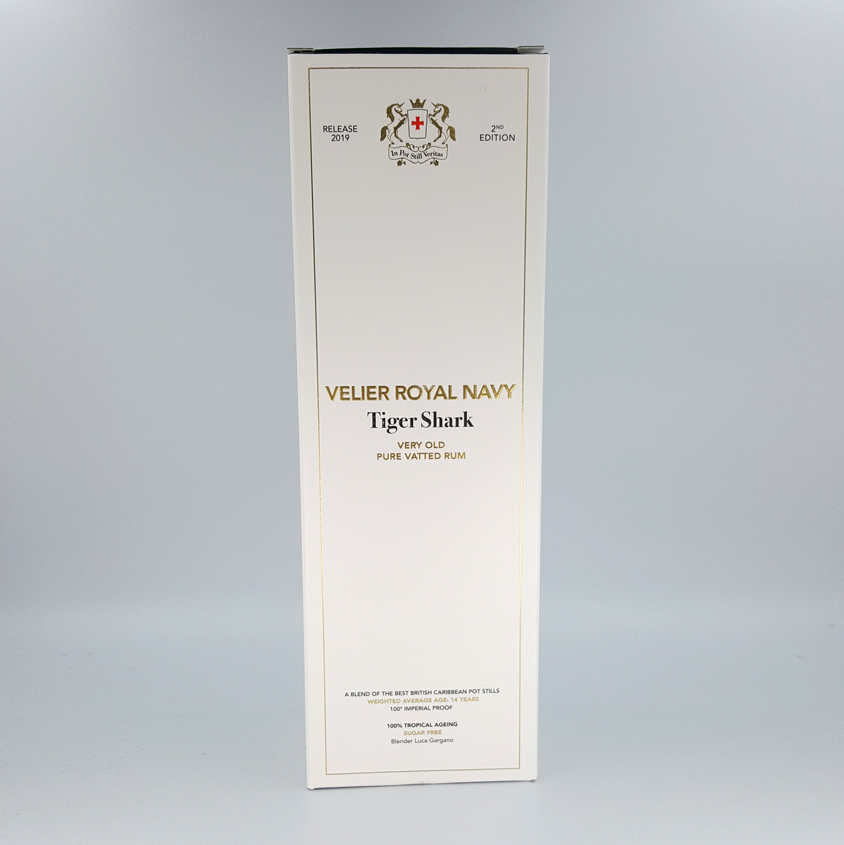 RELEASE
2019
In Pot Still Veritas
2ND
EDITION
VELIER ROYAL NAVY
Tiger Shark
VERY OLD
PURE VATTED RUM
A BLEND OF THE BEST BRITISH CARIBBEAN POT STILLS
WEIGHTED AVERAGE AGE: 14 YEARS
100° IMPERIAL PROOF
100% TROPICAL AGEING
SUGAR FREE
Blender Luca Gargano